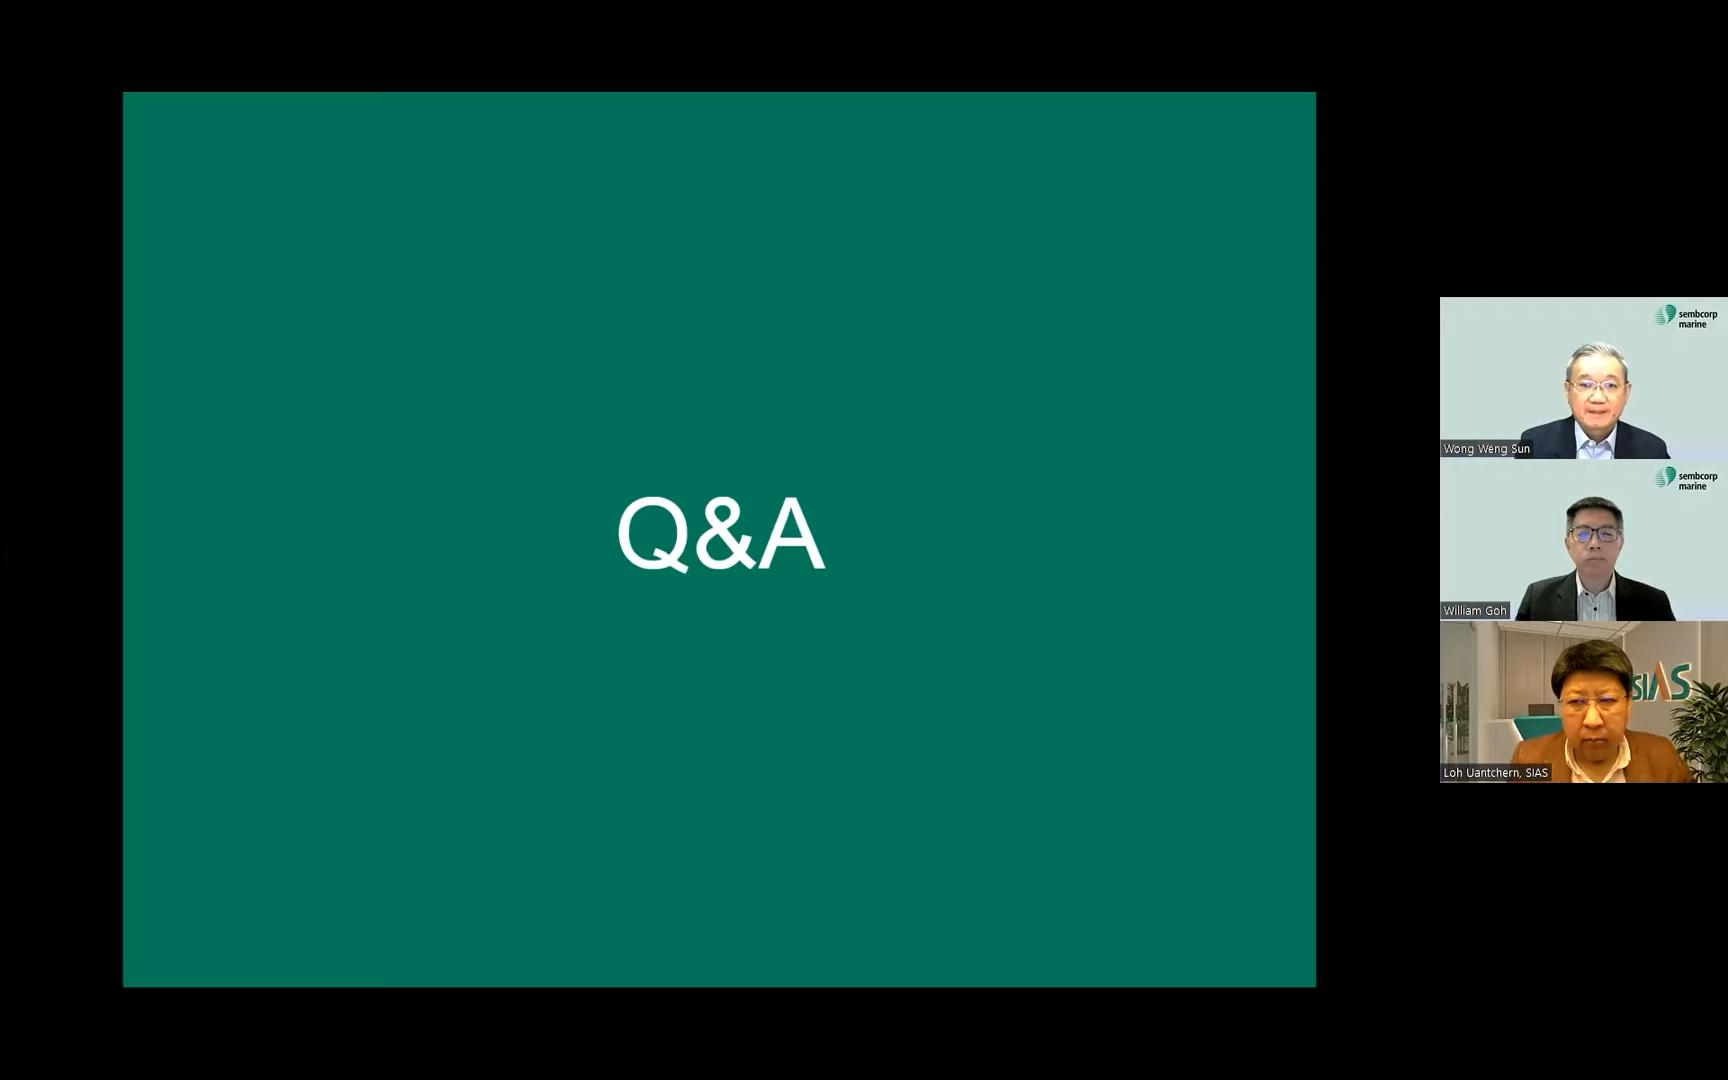 Q&A
sembcorp
marine
Wong Weng Sun
sembcorp
marine
William Goh
SIAS
Loh Uantchern, SIAS